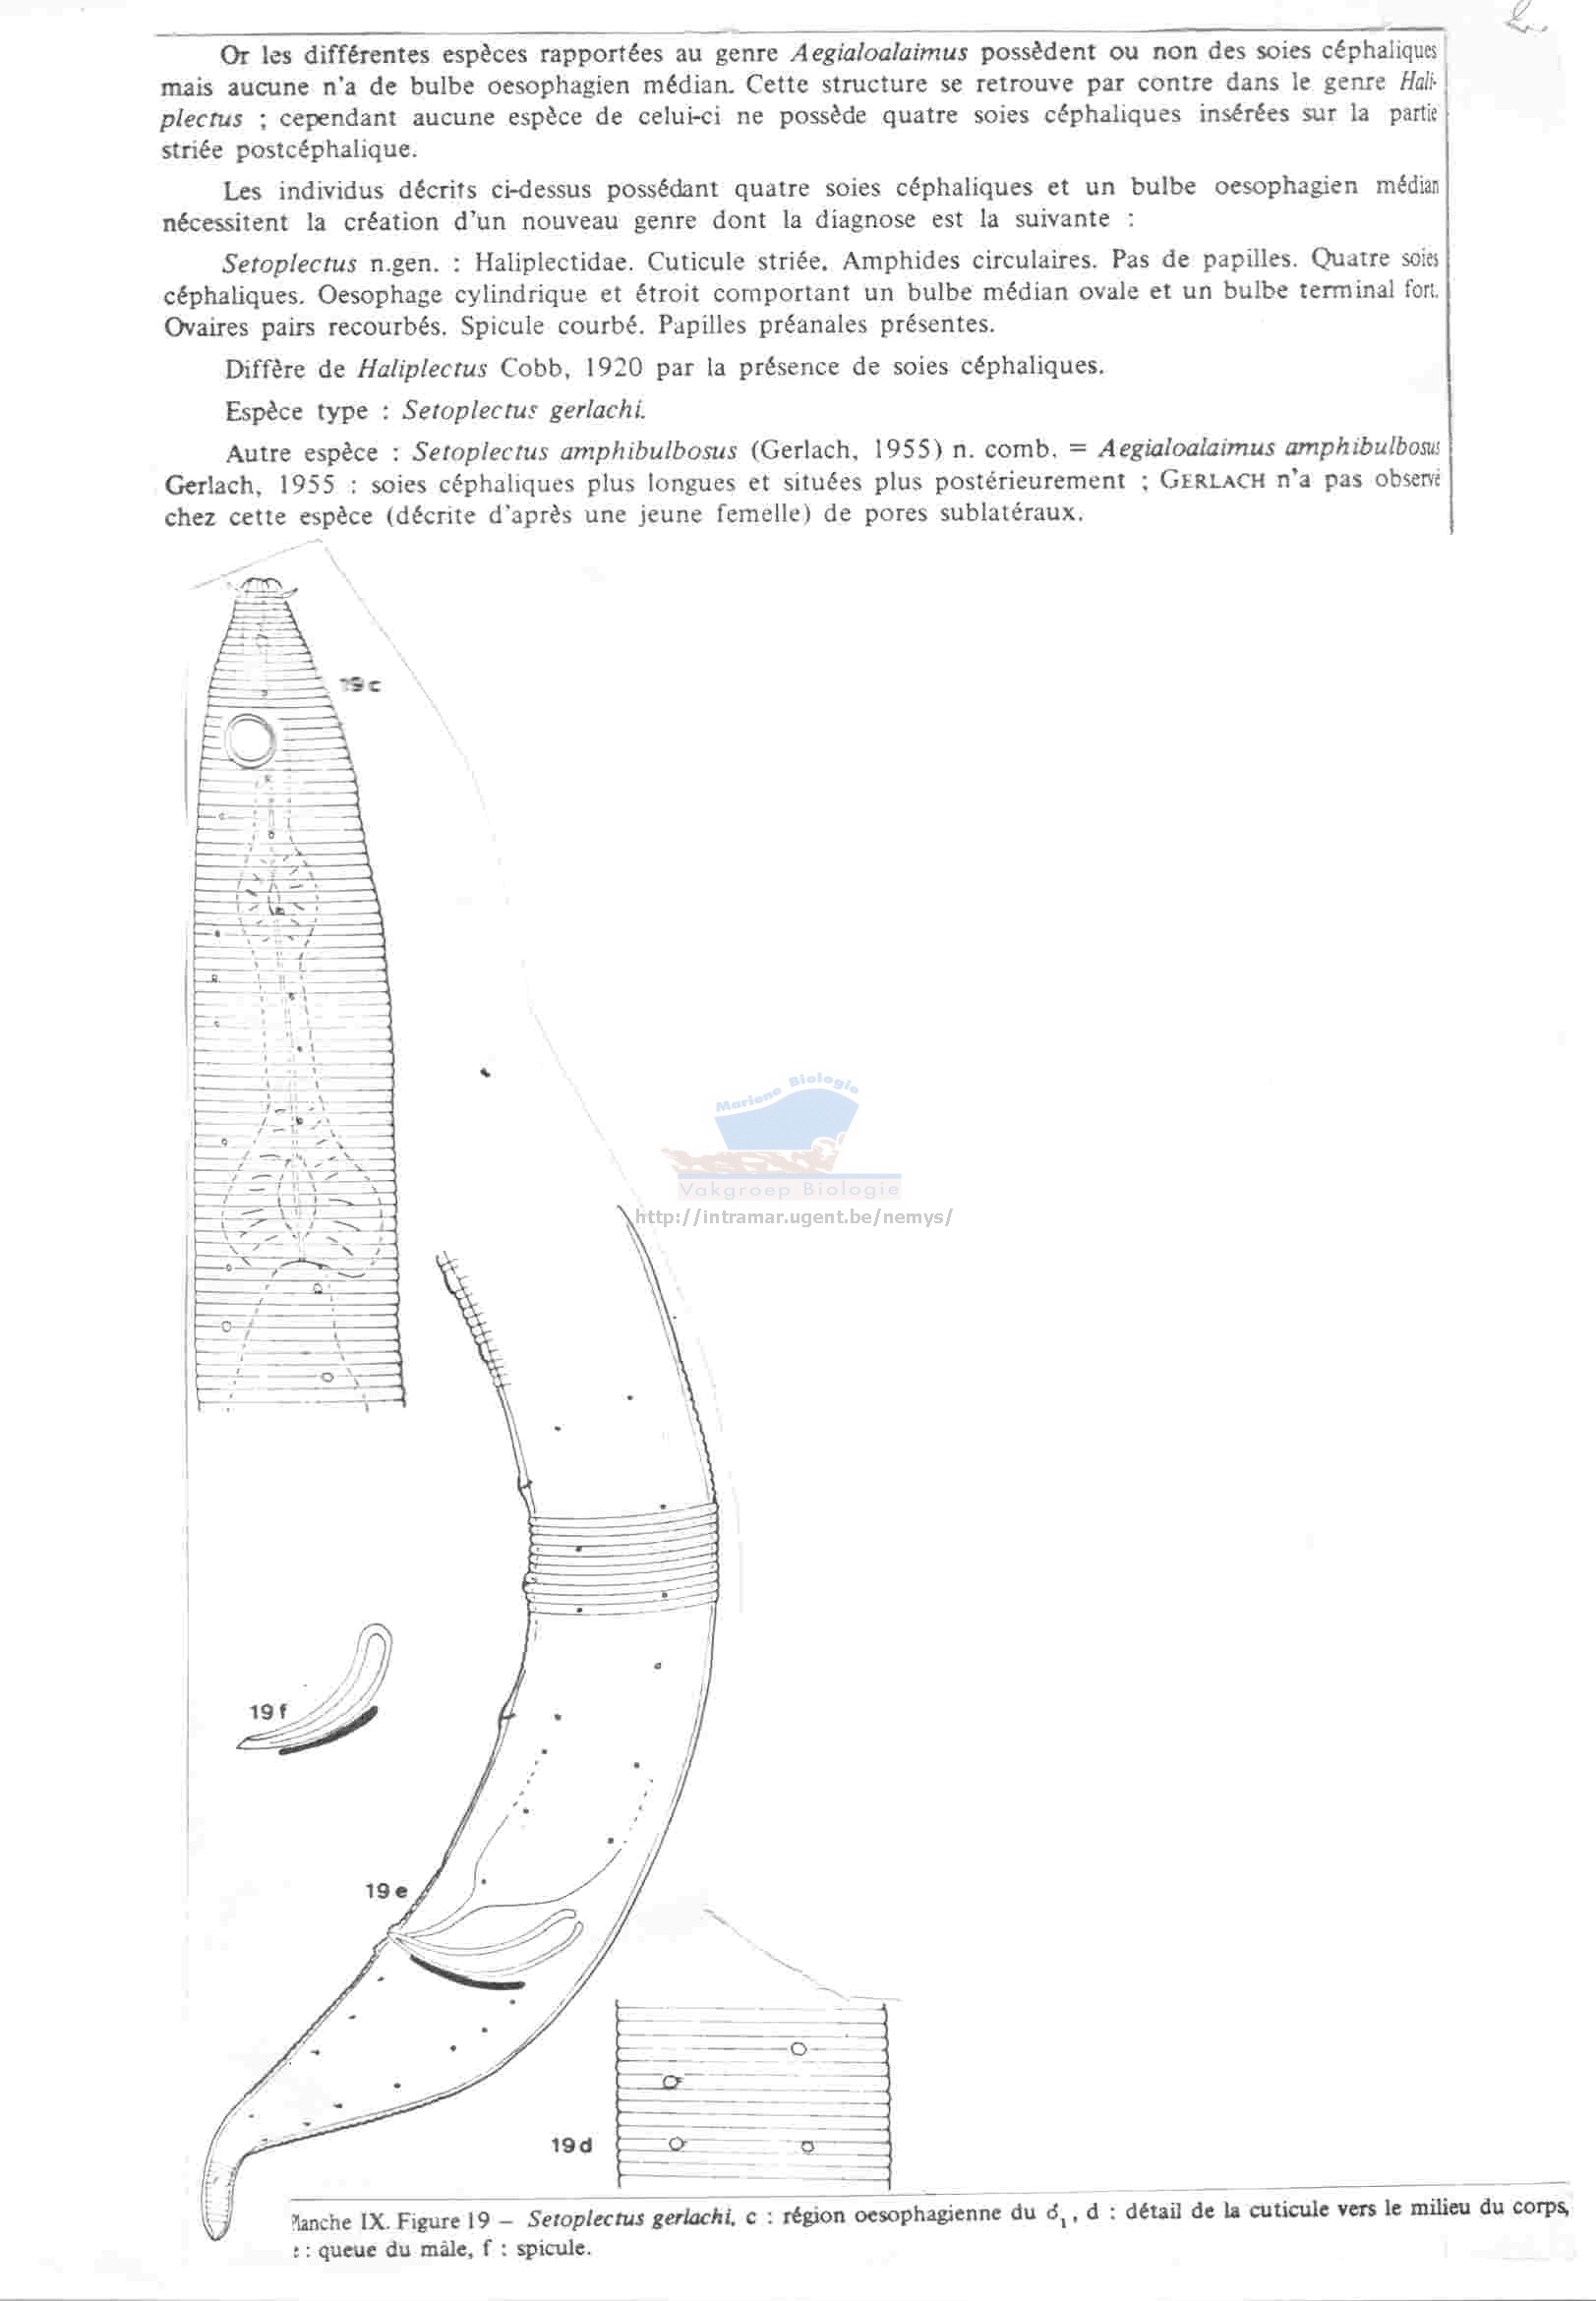 Or les différentes espèces rapportées au genre Aegialoalaimus possèdent ou non des soies céphaliques
mais aucune n'a de bulbe oesophagien médian. Cette structure se retrouve par contre dans le genre Hali-
plectus ; cependant aucune espèce de celui-ci ne possède quatre soies céphaliques insérées sur la partie
striée postcéphalique.
Les individus décrits ci-dessus possédant quatre soies céphaliques et un bulbe oesophagien médian
nécessitent la création d'un nouveau genre dont la diagnose est la suivante :
Setoplectus n.gen. : Haliplectidae. Cuticule striée. Amphides circulaires. Pas de papilles. Quatre soies
céphaliques. Oesophage cylindrique et étroit comportant un bulbe médian ovale et un bulbe terminal fort.
Ovaires pairs recourbés. Spicule courbé. Papilles préanales présentes.
Diffère de Haliplectus Cobb, 1920 par la présence de soies céphaliques.
Espèce type : Setoplectus gerlachi.
Autre espèce : Setoplectus amphibulbosus (Gerlach, 1955) n. comb. = Aegialoalaimus amphibulbosus
Gerlach, 1955 : soies céphaliques plus longues et situées plus postérieurement ; GERLACH n'a pas observé
chez cette espèce (décrite d'après une jeune femelle) de pores sublatéraux.
19c
Mariene Biologie
Vakgroep Biologie
http://intramar.ugent.be/nemys/
19f
19e
19d
Planche IX. Figure 19 – Setoplectus gerlachi, c : région oesophagienne du ♂1, d : détail de la cuticule vers le milieu du corps,
e : queue du mâle, f : spicule.